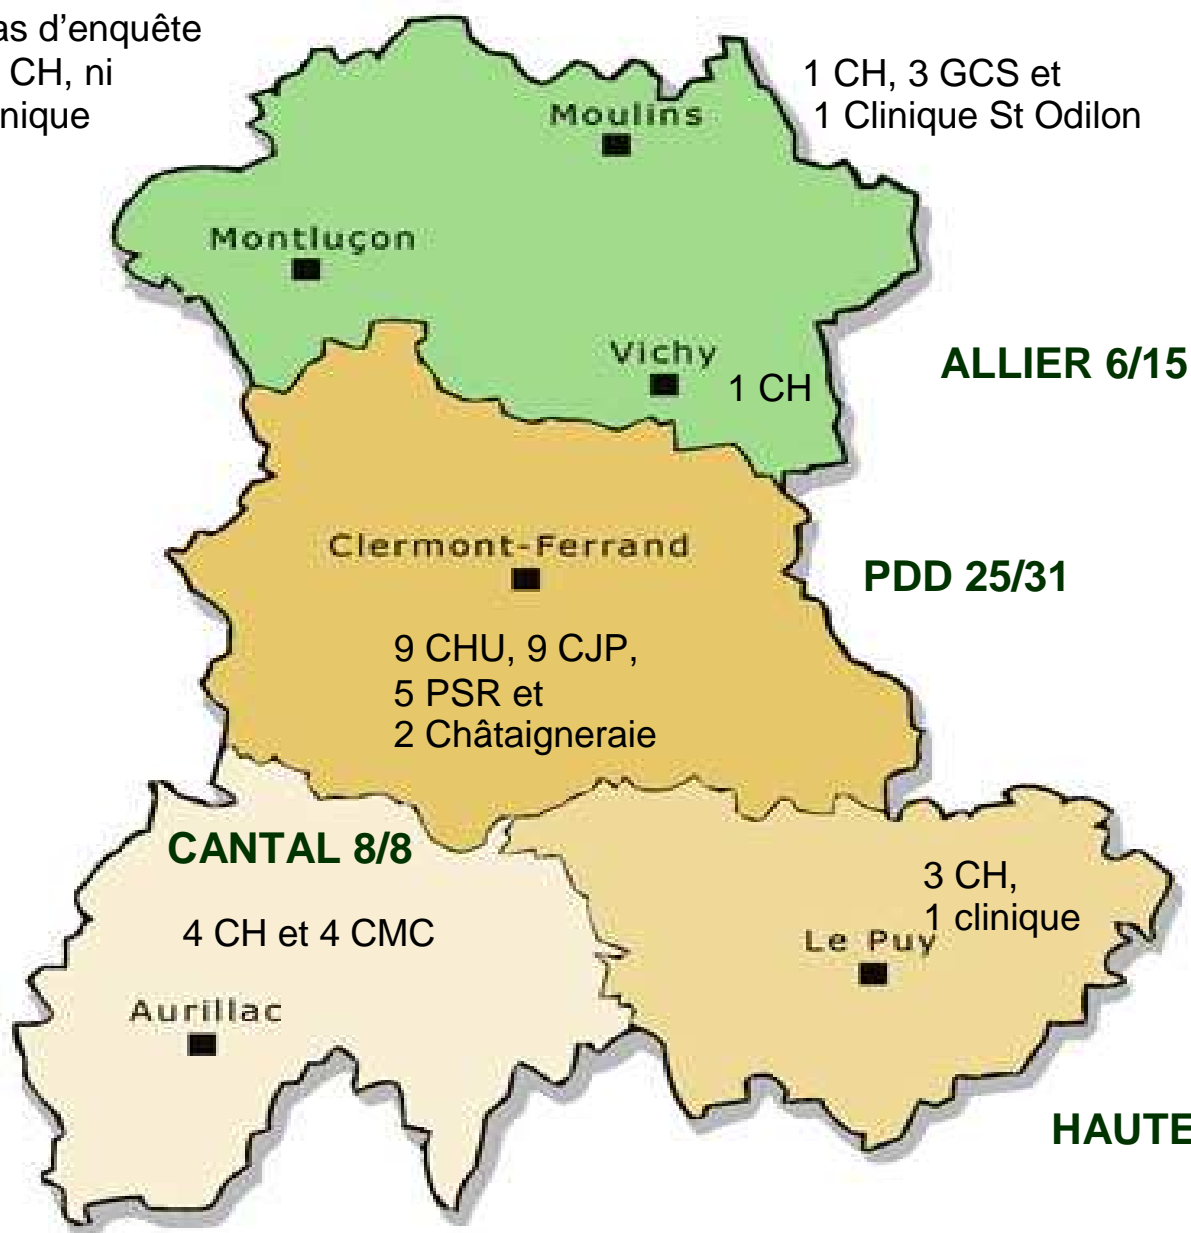 as d’enquête
CH, ni
nique
1 CH, 3 GCS et
1 Clinique St Odilon
Moulins
Montluçon
Vichy
1 CH
ALLIER 6/15
Clermont-Ferrand
PDD 25/31
9 CHU, 9 CJP,
5 PSR et
2 Châtaigneraie
CANTAL 8/8
4 CH et 4 CMC
3 CH,
1 clinique
Le Puy
Aurillac
HAUTE